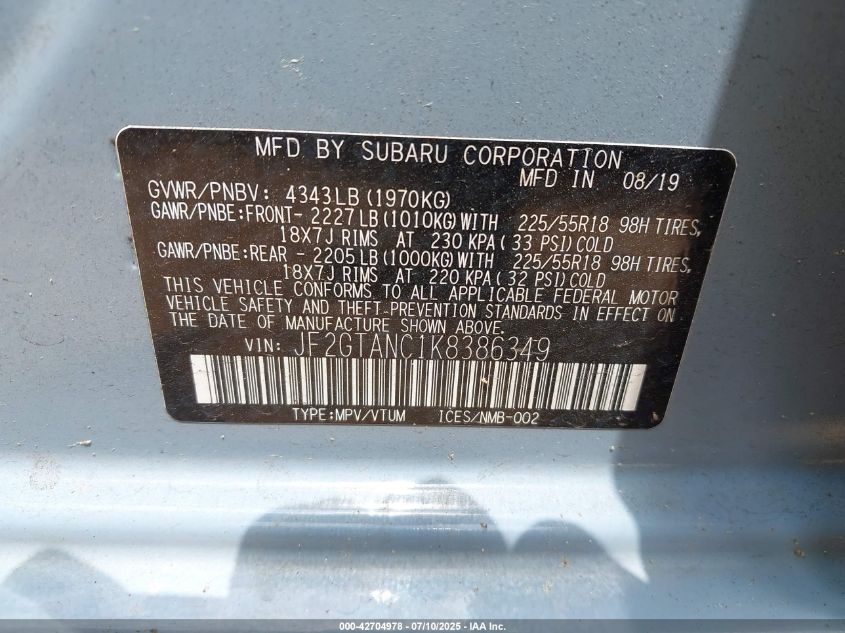 MFD BY SUBARU CORPORATION
MFD IN 08/19
GVWR/PNBV: 4343LB(1970KG)
GAWR/PNBE:FRONT- 2227LB(1010KG)WITH 225/55R18 98H TIRES,
18X7J RIMS AT 230 KPA(33 PSI)COLD
GAWR/PNBE:REAR - 2205LB(1000KG)WITH 225/55R18 98H TIRES,
18X7J RIMS AT 220 KPA(32 PSI)COLD
THIS VEHICLE CONFORMS TO ALL APPLICABLE FEDERAL MOTOR
VEHICLE SAFETY AND THEFT-PREVENTION STANDARDS IN EFFECT ON
THE DATE OF MANUFACTURE SHOWN ABOVE.
VIN: JF2GTANC1K8386349
TYPE:MPV/VTUM ICES/NMB-002
000-42704978 - 07/10/2025 - IAA Inc.